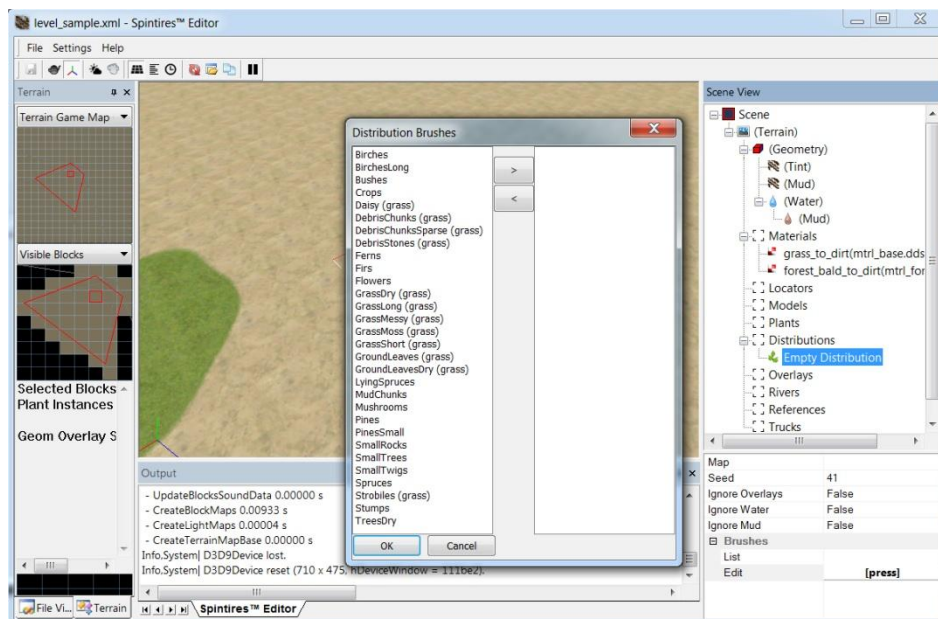 level_sample.xml - Spintires™ Editor
File Settings Help
Terrain
Terrain Game Map
Visible Blocks
Selected Blocks
Plant Instances
Geom Overlay S
File Vi...
Terrain
Distribution Brushes
Birches
BirchesLong
Bushes
Crops
Daisy (grass)
DebrisChunks (grass)
DebrisChunksSparse (grass)
DebrisStones (grass)
Ferns
Firs
Flowers
GrassDry (grass)
GrassLong (grass)
GrassMessy (grass)
GrassMoss (grass)
GrassShort (grass)
GroundLeaves (grass)
GroundLeavesDry (grass)
LyingSpruces
MudChunks
Mushrooms
Pines
PinesSmall
SmallRocks
SmallTrees
SmallTwigs
Spruces
Strobiles (grass)
Stumps
TreesDry
>
<
OK
Cancel
Output
- UpdateBlocksSoundData 0.00000 s
- CreateBlockMaps 0.00933 s
- CreateLightMaps 0.00004 s
- CreateTerrainMapBase 0.00000 s
Info,System| D3D9Device lost.
Info,System| D3D9Device reset (710 x 475, hDeviceWindow = 111be2).
Spintires™ Editor
Scene View
Scene
(Terrain)
(Geometry)
(Tint)
(Mud)
(Water)
(Mud)
Materials
grass_to_dirt(mtrl_base.dds
forest_bald_to_dirt(mtrl_for
Locators
Models
Plants
Distributions
Empty Distribution
Overlays
Rivers
References
Trucks
Map
Seed 41
Ignore Overlays False
Ignore Water False
Ignore Mud False
Brushes
List
Edit [press]